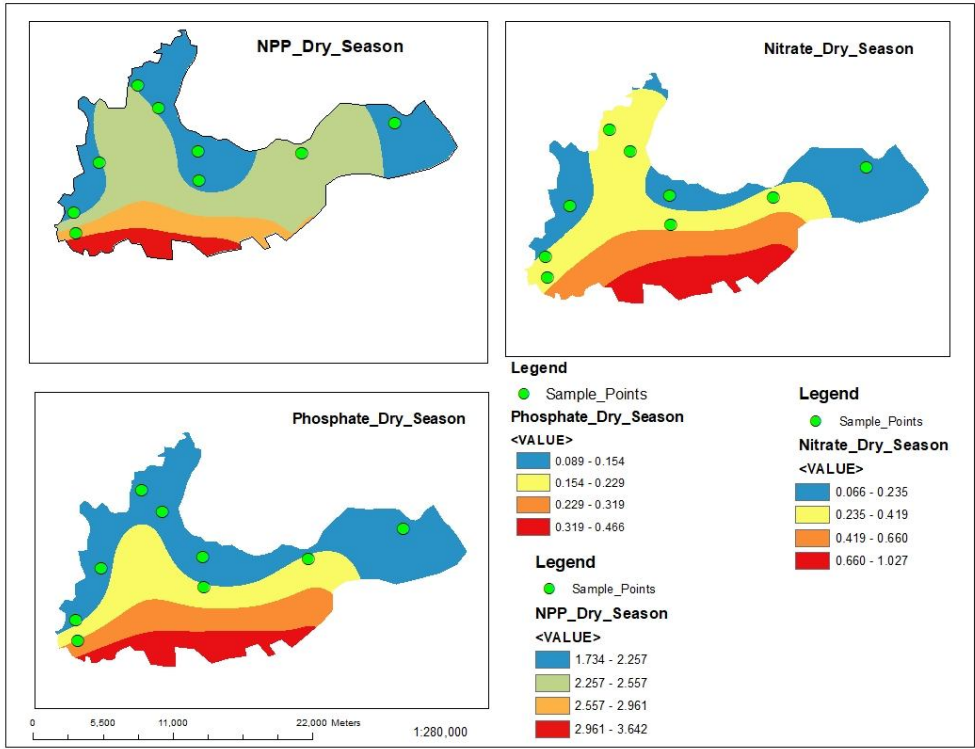 NPP_Dry_Season
Nitrate_Dry_Season
Phosphate_Dry_Season
Legend
Sample_Points
Phosphate_Dry_Season
<VALUE>
0.089 - 0.154
0.154 - 0.229
0.229 - 0.319
0.319 - 0.466
Legend
Sample_Points
Nitrate_Dry_Season
<VALUE>
0.066 - 0.235
0.235 - 0.419
0.419 - 0.660
0.660 - 1.027
Legend
Sample_Points
NPP_Dry_Season
<VALUE>
1.734 - 2.257
2.257 - 2.557
2.557 - 2.961
2.961 - 3.642
0 5,500 11,000 22,000 Meters
1:280,000